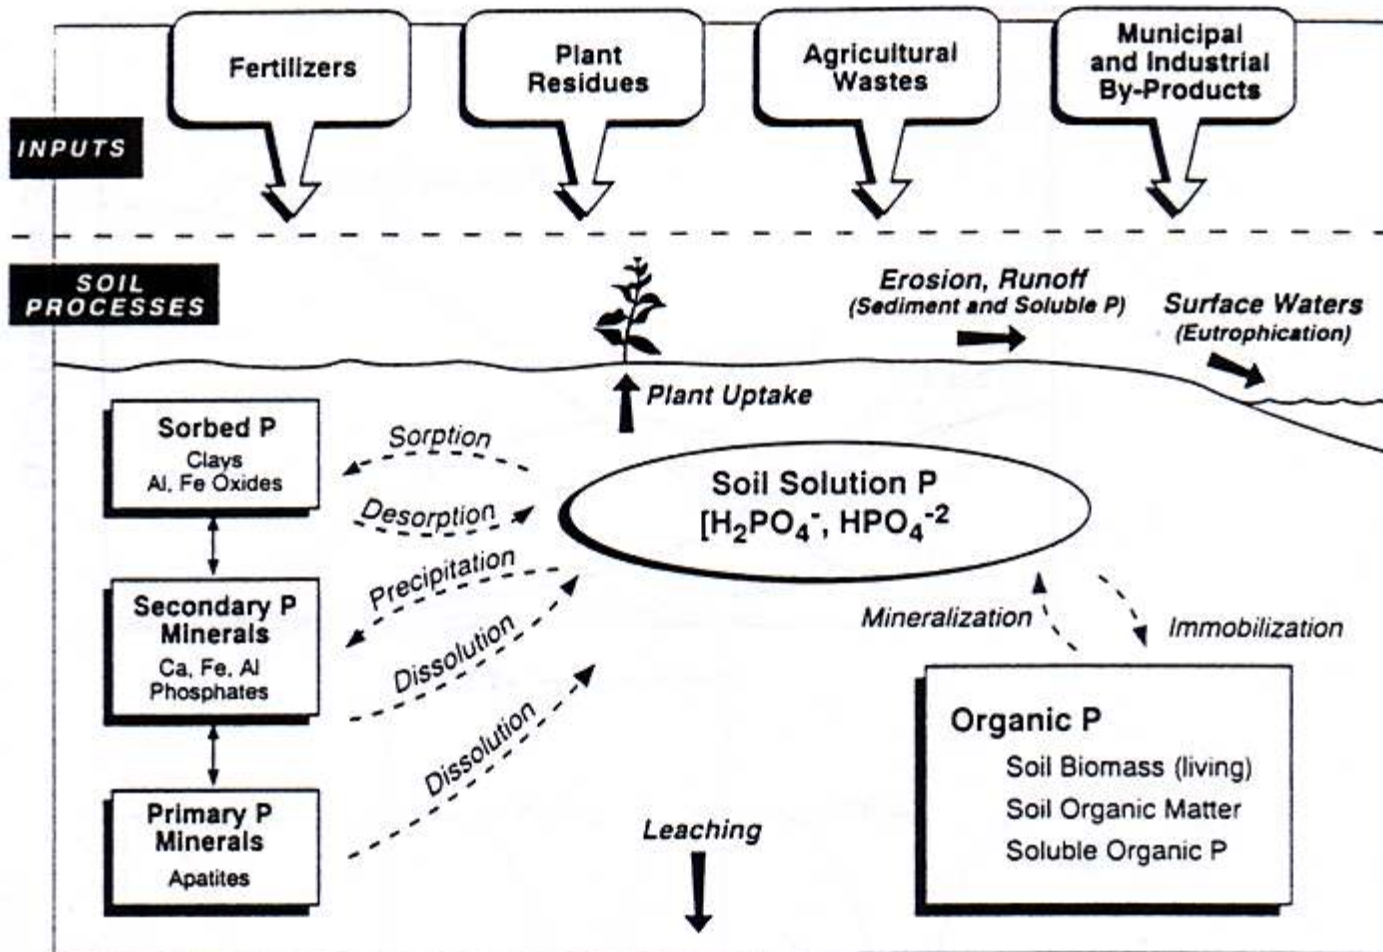 Fertilizers
Plant
Residues
Agricultural
Wastes
Municipal
and Industrial
By-Products
INPUTS
SOIL
PROCESSES
Erosion, Runoff
(Sediment and Soluble P)
Surface Waters
(Eutrophication)
Plant Uptake
Sorbed P
Clays
Al, Fe Oxides
Sorption
Desorption
Soil Solution P
[H₂PO₄⁻, HPO₄⁻²
Precipitation
Secondary P
Minerals
Ca, Fe, Al
Phosphates
Dissolution
Mineralization
Immobilization
Dissolution
Primary P
Minerals
Apatites
Leaching
Organic P
Soil Biomass (living)
Soil Organic Matter
Soluble Organic P